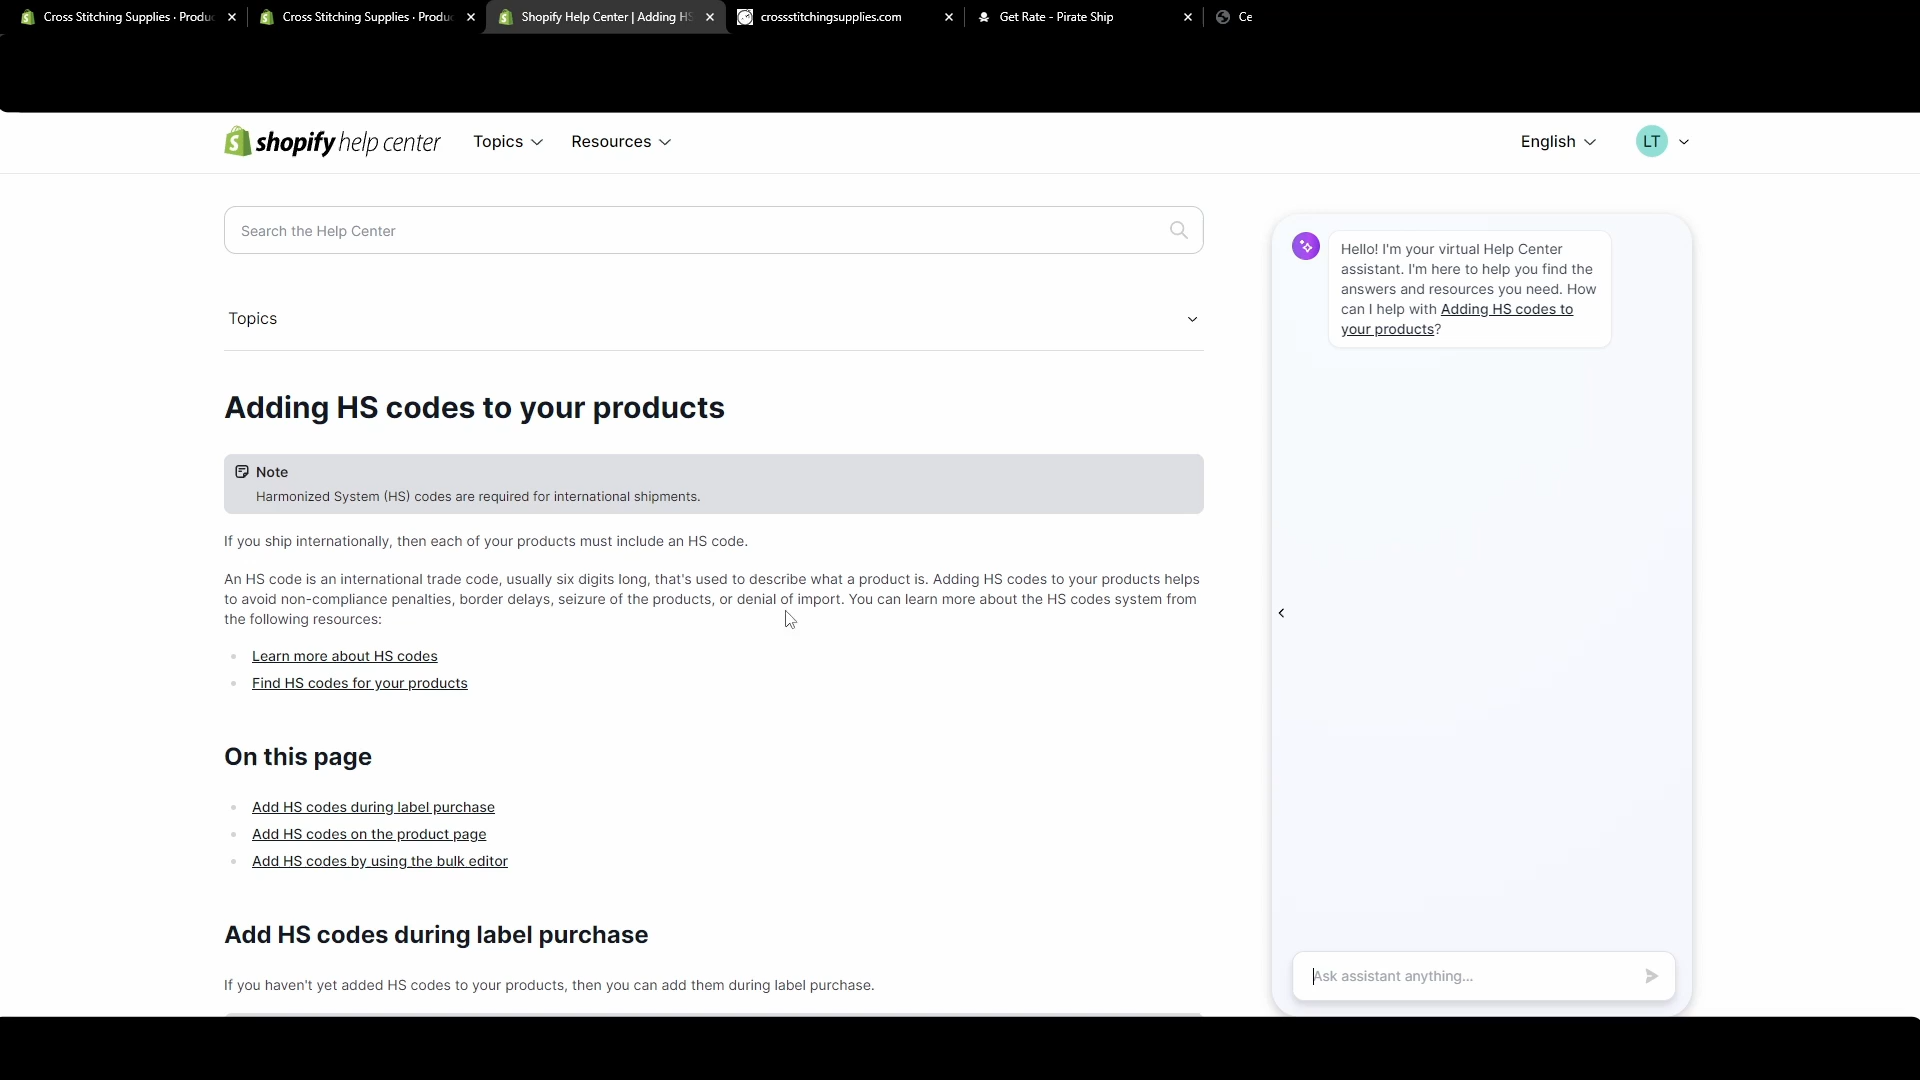 Cross Stitching Supplies · Produc
Cross Stitching Supplies · Produ
Shopify Help Center | Adding HS
crossstitchingsupplies.com
Get Rate - Pirate Ship
Ce
shopify help center
Topics
Resources
English
LT
Search the Help Center
Topics
Adding HS codes to your products
Note
Harmonized System (HS) codes are required for international shipments.
If you ship internationally, then each of your products must include an HS code.
An HS code is an international trade code, usually six digits long, that's used to describe what a product is. Adding HS codes to your products helps
to avoid non-compliance penalties, border delays, seizure of the products, or denial of import. You can learn more about the HS codes system from
the following resources:
Learn more about HS codes
Find HS codes for your products
On this page
Add HS codes during label purchase
Add HS codes on the product page
Add HS codes by using the bulk editor
Add HS codes during label purchase
If you haven't yet added HS codes to your products, then you can add them during label purchase.
Hello! I'm your virtual Help Center
assistant. I'm here to help you find the
answers and resources you need. How
can I help with Adding HS codes to
your products?
Ask assistant anything...